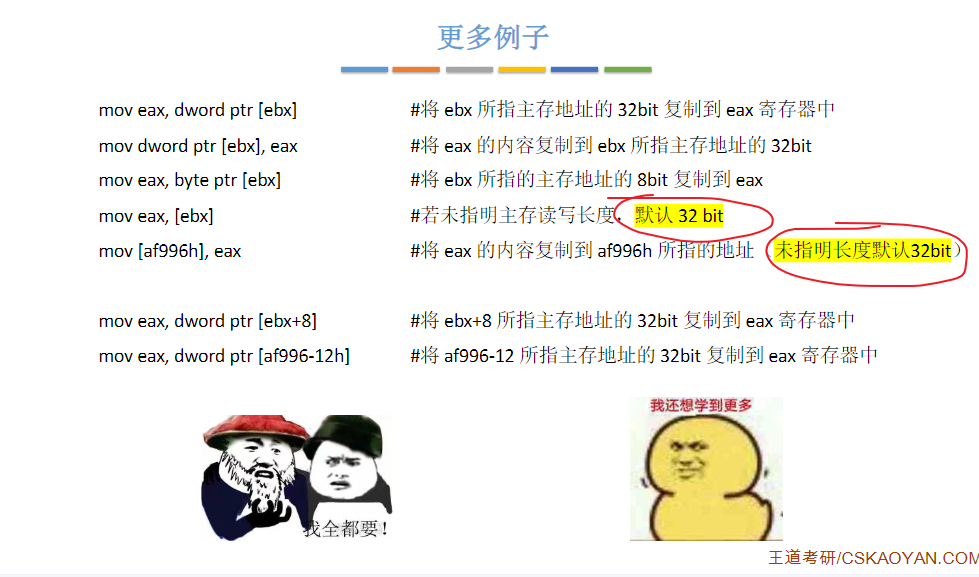 更多例子
mov eax, dword ptr [ebx] #将 ebx 所指主存地址的 32bit 复制到 eax 寄存器中
mov dword ptr [ebx], eax #将 eax 的内容复制到 ebx 所指主存地址的 32bit
mov eax, byte ptr [ebx] #将 ebx 所指的主存地址的 8bit 复制到 eax
mov eax, [ebx] #若未指明主存读写长度，默认 32 bit
mov [af996h], eax #将 eax 的内容复制到 af996h 所指的地址（未指明长度默认32bit）
mov eax, dword ptr [ebx+8] #将 ebx+8 所指主存地址的 32bit 复制到 eax 寄存器中
mov eax, dword ptr [af996-12h] #将 af996-12 所指主存地址的 32bit 复制到 eax 寄存器中
我还想学到更多
我全都要！
王道考研/CSKAOYAN.COM